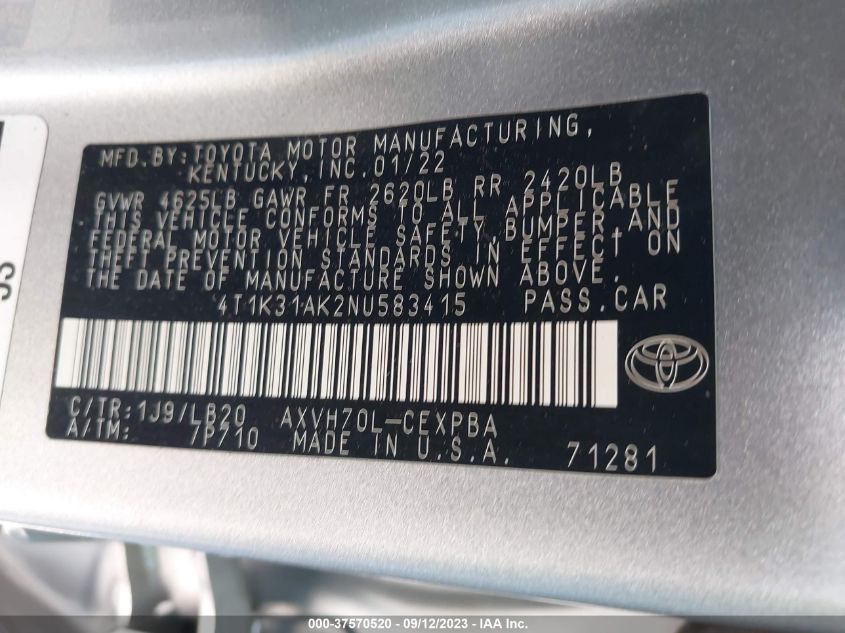 MFD.BY:TOYOTA MOTOR MANUFACTURING,
KENTUCKY,INC.01/22
GVWR 4625LB GAWR FR 2620LB RR 2420LB
THIS VEHICLE CONFORMS TO ALL APPLICABLE
FEDERAL MOTOR VEHICLE SAFETY,BUMPER,AND
THEFT PREVENTION STANDARDS IN EFFECT ON
THE DATE OF MANUFACTURE SHOWN ABOVE.
4T1K31AK2NU583415 PASS.CAR
C/TR:1J9/LB20 AXVH70L-CEXPBA
A/TM: /P710 MADE IN U.S.A. 71281
000-37570520 - 09/12/2023 - IAA Inc.